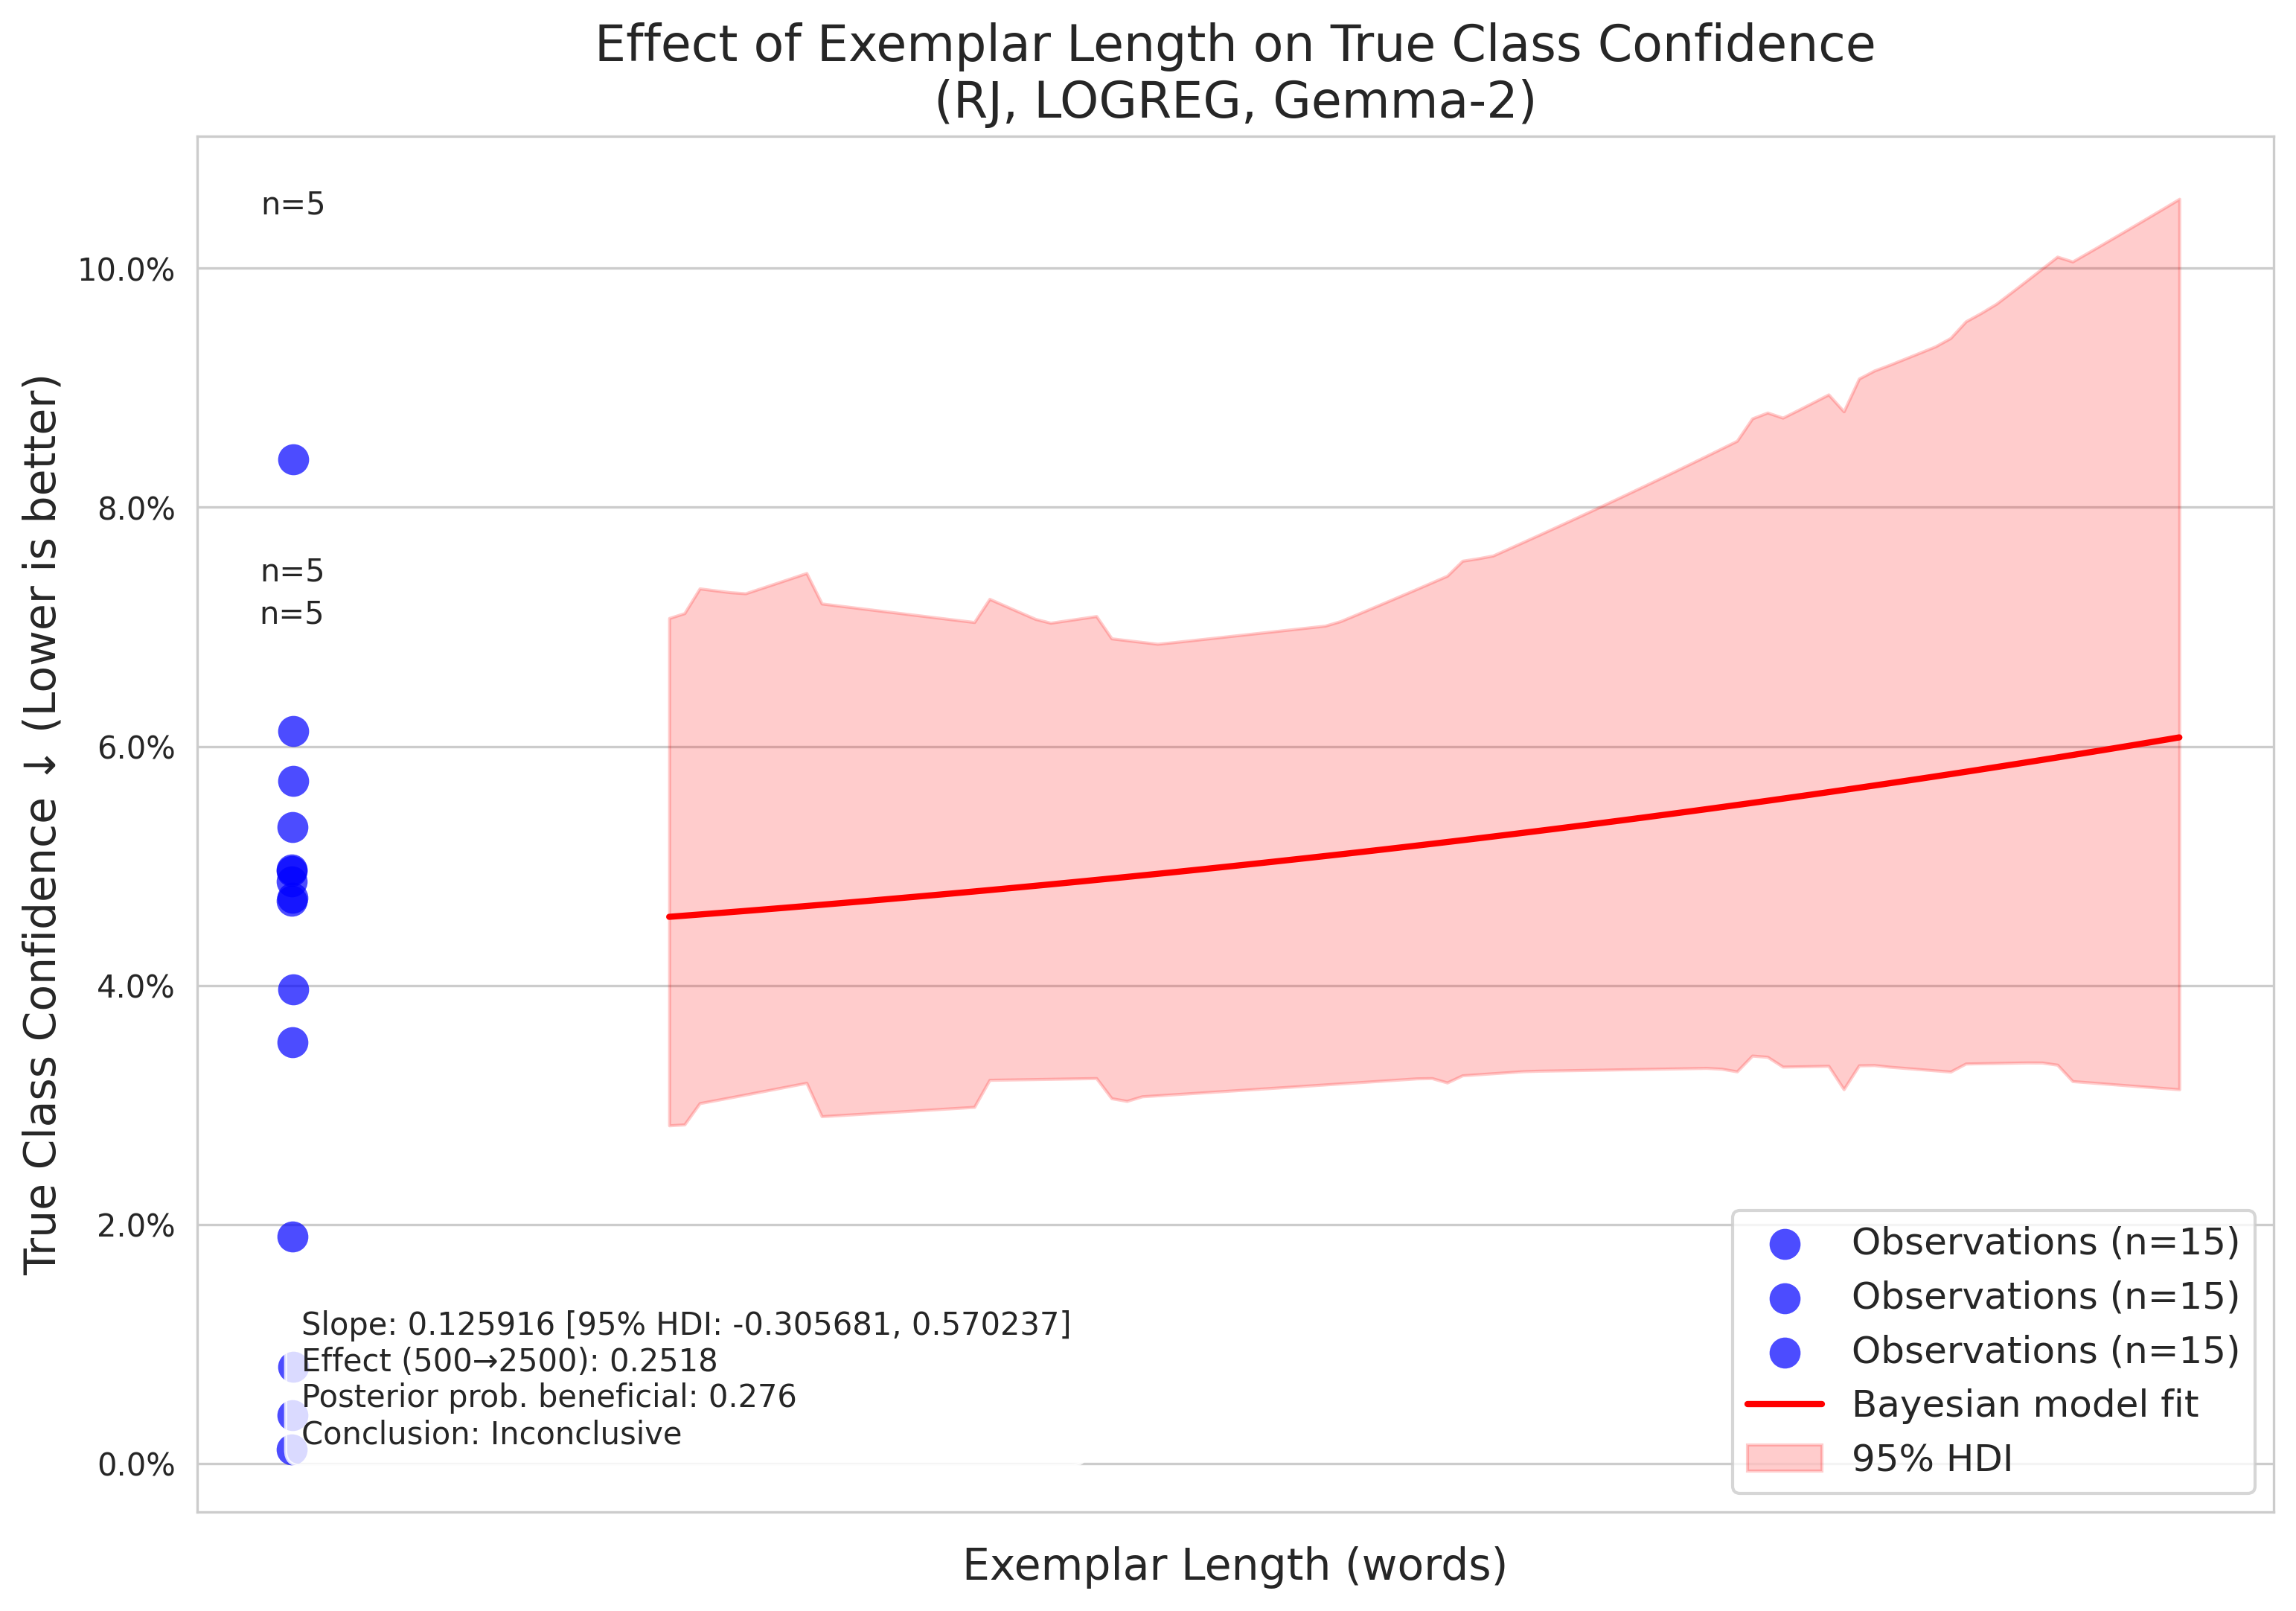 Effect of Exemplar Length on True Class Confidence
(RJ, LOGREG, Gemma-2)
True Class Confidence ↓ (Lower is better)
10.0%
8.0%
6.0%
4.0%
2.0%
0.0%
n=5
n=5
n=5
Slope: 0.125916 [95% HDI: -0.305681, 0.570237]
Effect (500→2500): 0.2518
Posterior prob. beneficial: 0.276
Conclusion: Inconclusive
Observations (n=15)
Observations (n=15)
Observations (n=15)
Bayesian model fit
95% HDI
Exemplar Length (words)